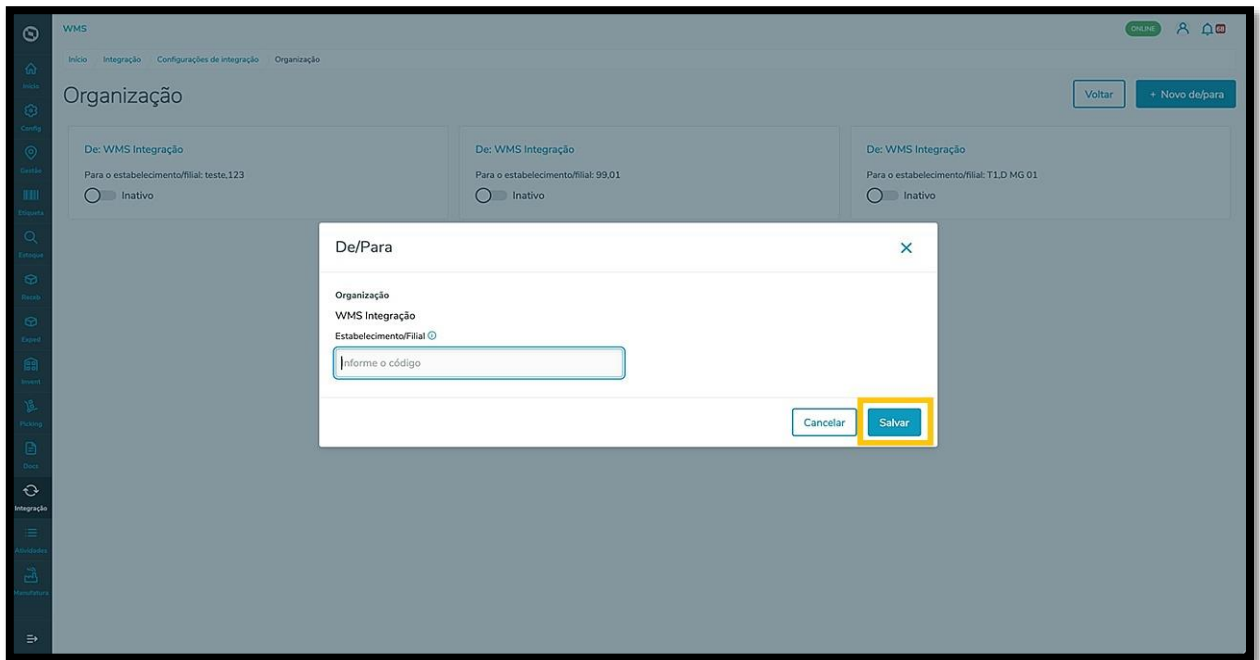 WMS
ONLINE
68
Início Integração Configurações de integração Organização
Organização
Voltar
+ Novo de/para
De: WMS Integração
Para o estabelecimento/filial: teste,123
Inativo
De: WMS Integração
Para o estabelecimento/filial: 99,01
Inativo
De: WMS Integração
Para o estabelecimento/filial: T1,D MG 01
Inativo
Início
Config
Gestão
Etiqueta
Estoque
Receb
Exped
Invent
Picking
Docs
Integração
Atividades
Manufatura
De/Para
Organização
WMS Integração
Estabelecimento/Filial
Informe o código
Cancelar
Salvar